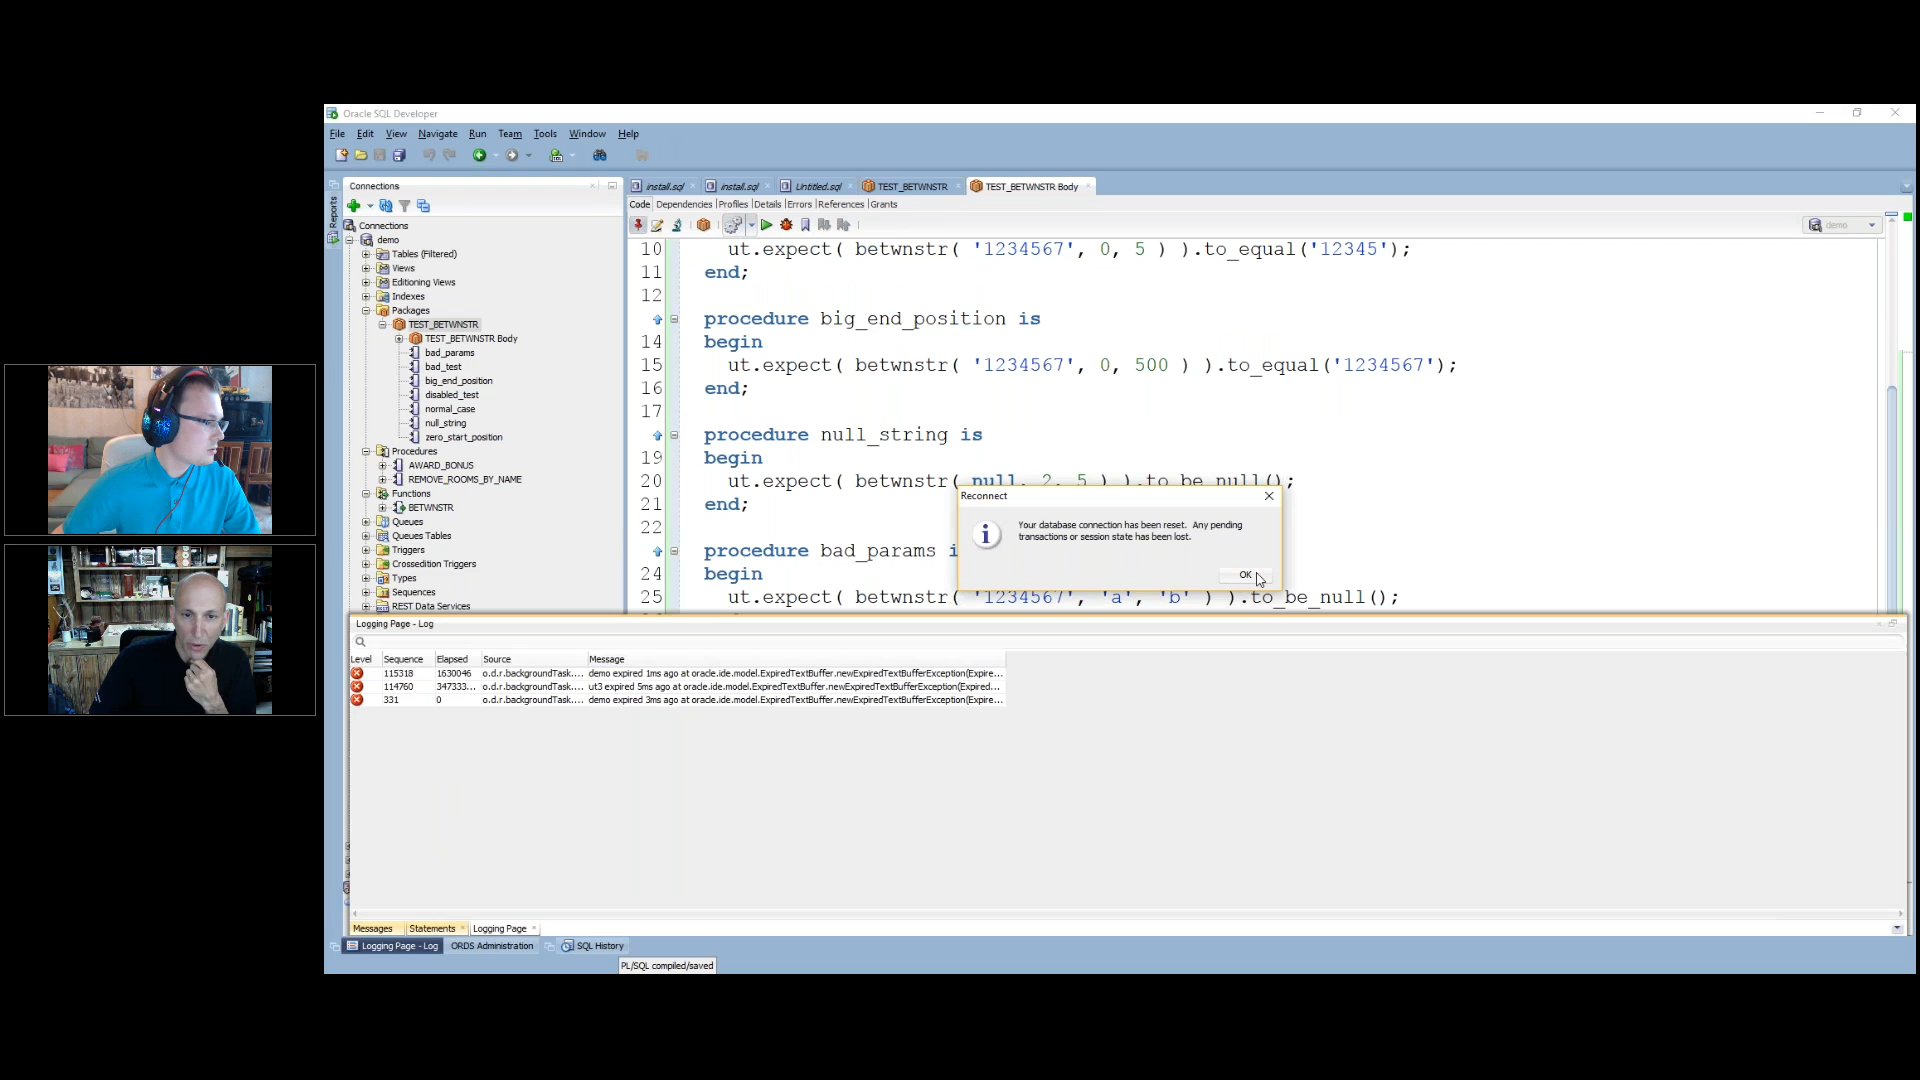 Oracle SQL Developer
File Edit View Navigate Run Team Tools Window Help
Reports
Connections
Connections
demo
Tables (Filtered)
Views
Editioning Views
Indexes
Packages
TEST_BETWNSTR
TEST_BETWNSTR Body
bad_params
bad_test
big_end_position
disabled_test
normal_case
null_string
zero_start_position
Procedures
AWARD_BONUS
REMOVE_ROOMS_BY_NAME
Functions
BETWNSTR
Queues
Queues Tables
Triggers
Crossedition Triggers
Types
Sequences
REST Data Services
install.sql install.sql Untitled.sql TEST_BETWNSTR TEST_BETWNSTR Body
Code Dependencies Profiles Details Errors References Grants
demo
10 ut.expect( betwnstr( '1234567', 0, 5 ) ).to_equal('12345');
11 end;
12
procedure big_end_position is
14 begin
15 ut.expect( betwnstr( '1234567', 0, 500 ) ).to_equal('1234567');
16 end;
17
procedure null_string is
19 begin
20 ut.expect( betwnstr( null, 2, 5 ) ).to_be_null();
21 end;
22
procedure bad_params i
24 begin
25 ut.expect( betwnstr( '1234567', 'a', 'b' ) ).to_be_null();
Reconnect
Your database connection has been reset. Any pending
transactions or session state has been lost.
OK
Logging Page - Log
Level Sequence Elapsed Source Message
115318 1630046 o.d.r.backgroundTask.... demo expired 1ms ago at oracle.ide.model.ExpiredTextBuffer.newExpiredTextBufferException(Expire...
114760 347333... o.d.r.backgroundTask.... ut3 expired 5ms ago at oracle.ide.model.ExpiredTextBuffer.newExpiredTextBufferException(Expired...
331 0 o.d.r.backgroundTask.... demo expired 3ms ago at oracle.ide.model.ExpiredTextBuffer.newExpiredTextBufferException(Expire...
Messages Statements Logging Page
Logging Page - Log ORDS Administration SQL History
PL/SQL compiled/saved